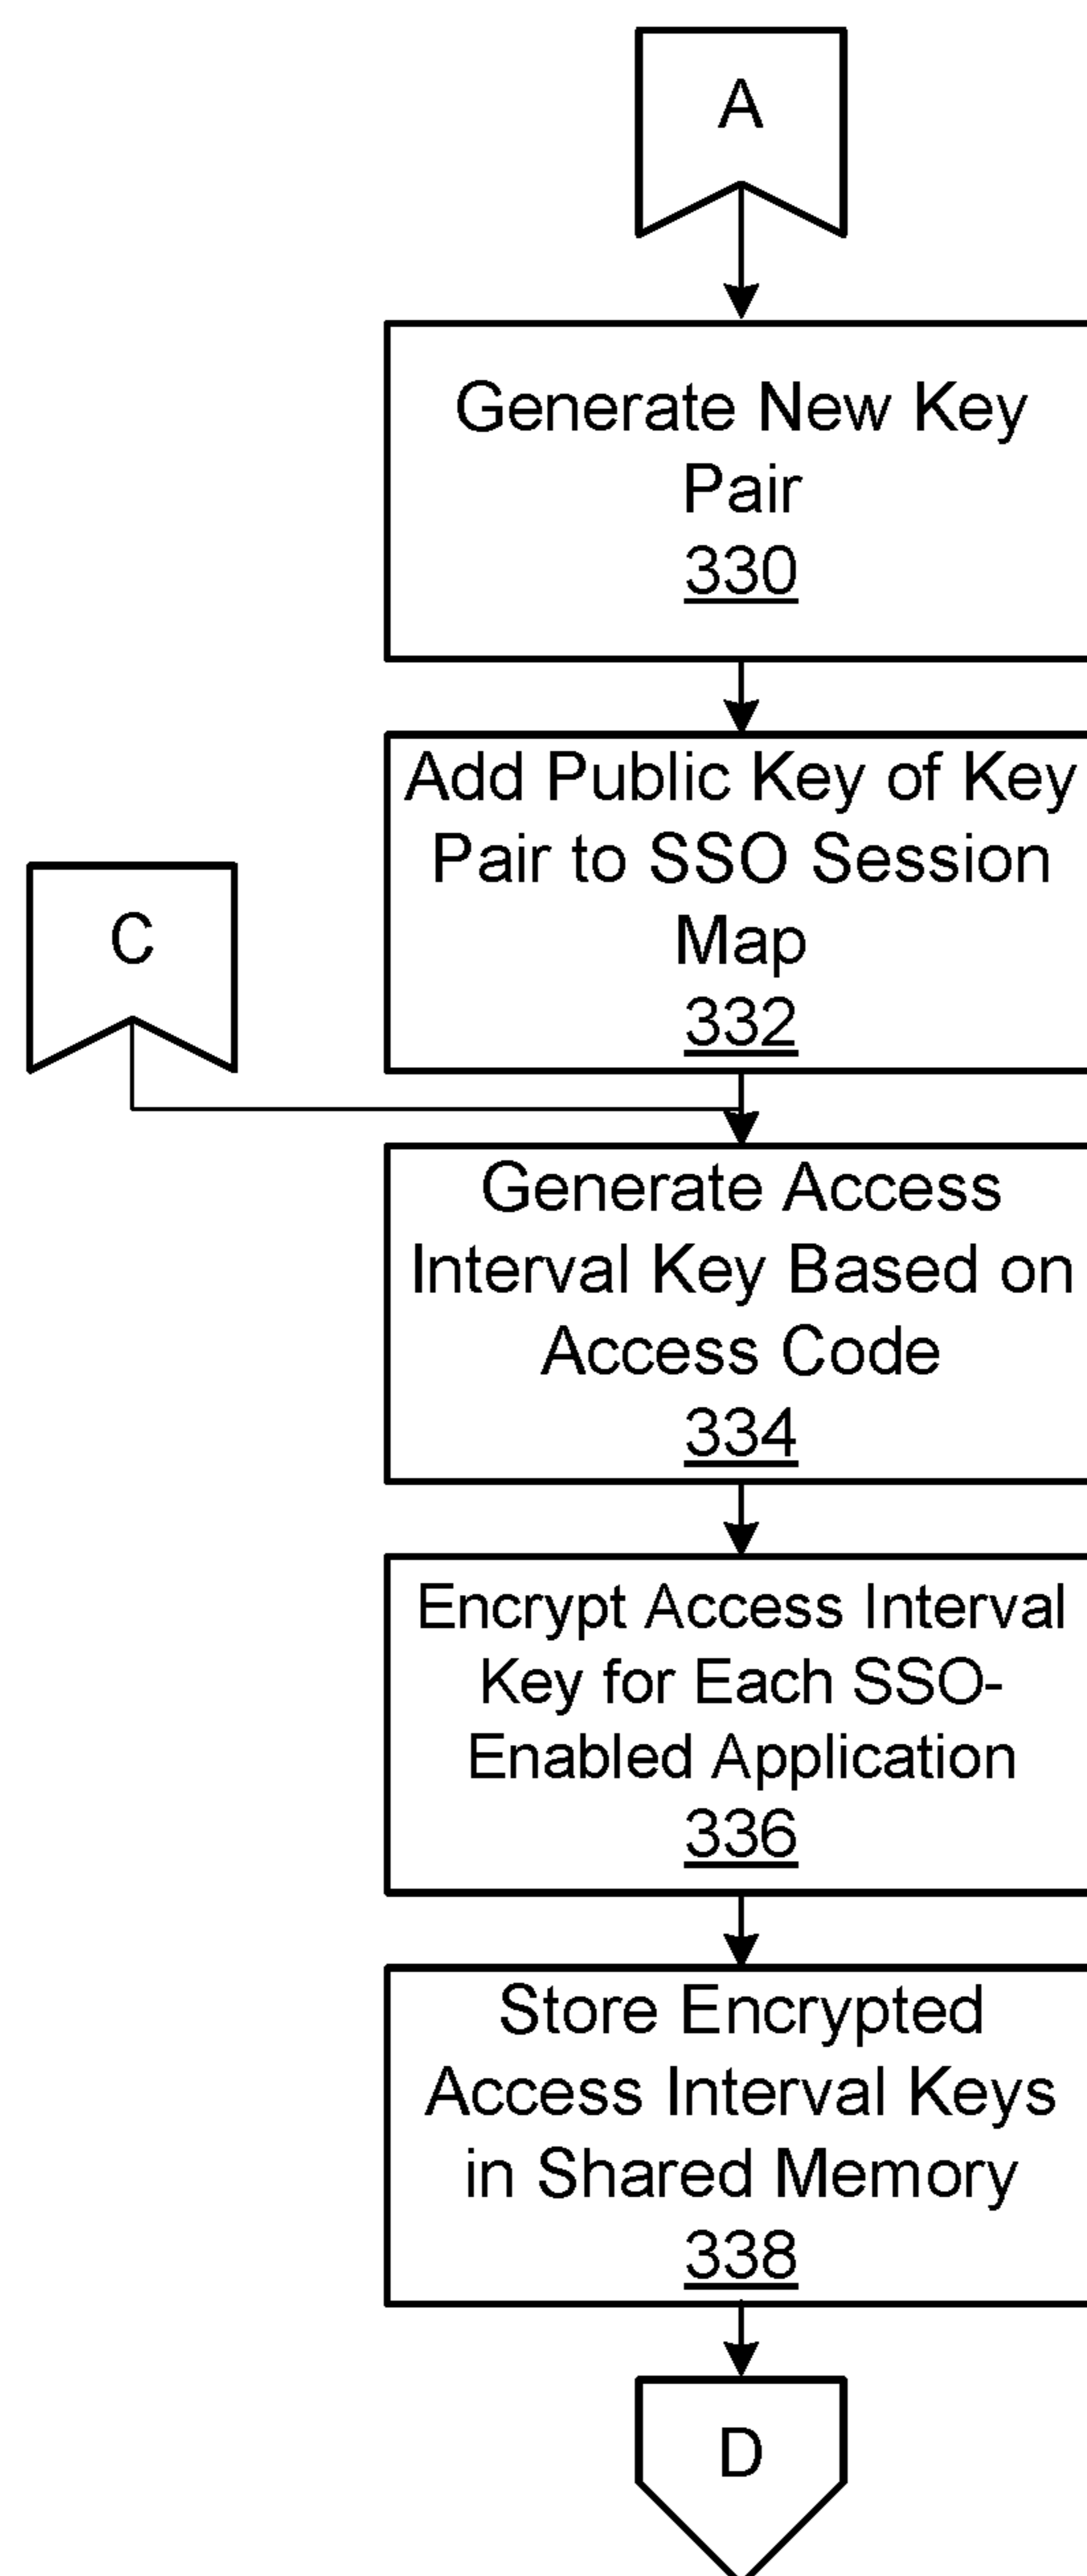 A
Generate New Key
Pair
330
Add Public Key of Key
Pair to SSO Session
Map
332
C
Generate Access
Interval Key Based on
Access Code
334
Encrypt Access Interval
Key for Each SSO-
Enabled Application
336
Store Encrypted
Access Interval Keys
in Shared Memory
338
D